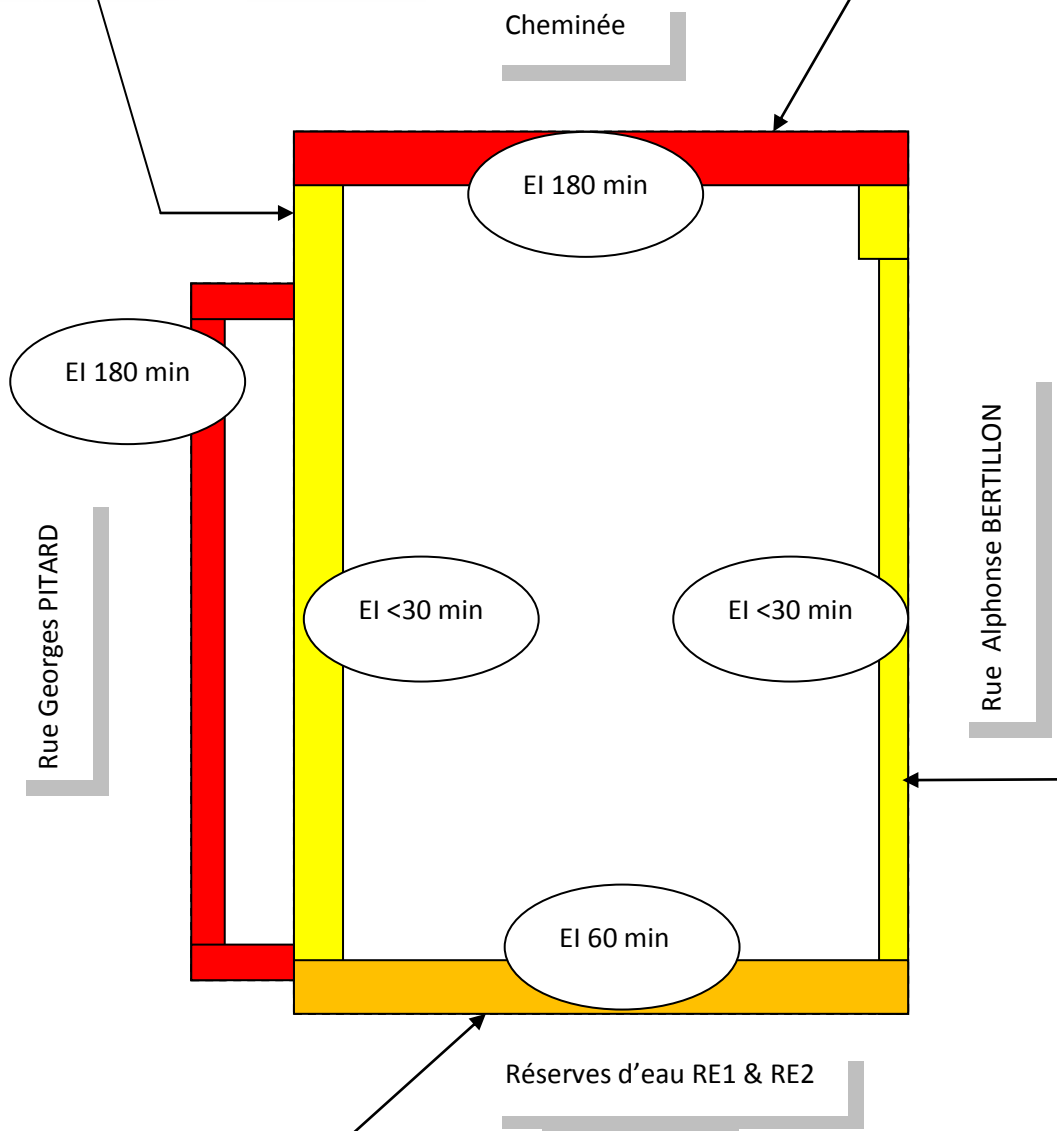 Cheminée
EI 180 min
EI 180 min
Rue Georges PITARD
EI <30 min
EI <30 min
Rue Alphonse BERTILLON
EI 60 min
Réserves d’eau RE1 & RE2